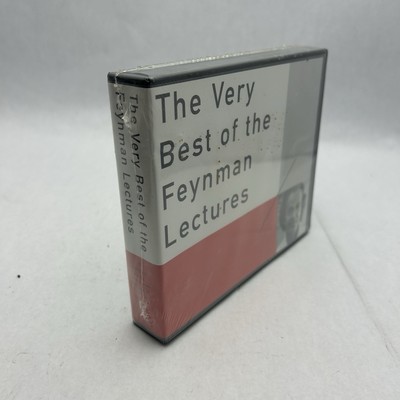 The Very
Best of the
Feynman
Lectures
The Very Best of the
Feynman Lectures